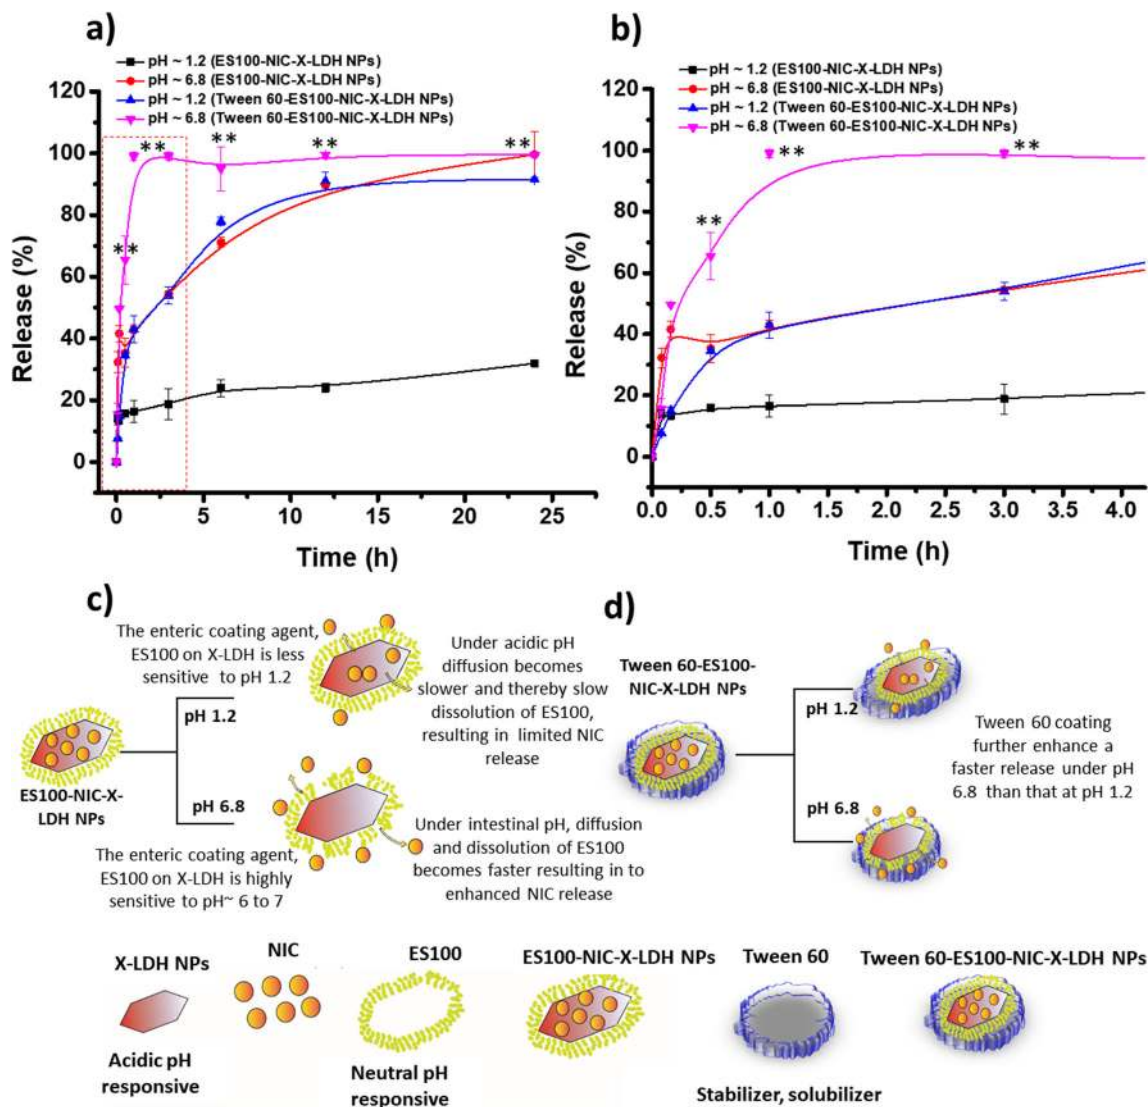 a)
pH ~ 1.2 (ES100-NIC-X-LDH NPs)
pH ~ 6.8 (ES100-NIC-X-LDH NPs)
pH ~ 1.2 (Tween 60-ES100-NIC-X-LDH NPs)
pH ~ 6.8 (Tween 60-ES100-NIC-X-LDH NPs)
120
100
80
60
40
20
0
Release (%)
** ** ** ** **
0 5 10 15 20 25
Time (h)
b)
pH ~ 1.2 (ES100-NIC-X-LDH NPs)
pH ~ 6.8 (ES100-NIC-X-LDH NPs)
pH ~ 1.2 (Tween 60-ES100-NIC-X-LDH NPs)
pH ~ 6.8 (Tween 60-ES100-NIC-X-LDH NPs)
120
100
80
60
40
20
0
Release (%)
** ** **
0.0 0.5 1.0 1.5 2.0 2.5 3.0 3.5 4.0
Time (h)
c)
The enteric coating agent,
ES100 on X-LDH is less
sensitive to pH 1.2
pH 1.2
Under acidic pH
diffusion becomes
slower and thereby slow
dissolution of ES100,
resulting in limited NIC
release
ES100-NIC-X-
LDH NPs
pH 6.8
The enteric coating agent,
ES100 on X-LDH is highly
sensitive to pH~ 6 to 7
Under intestinal pH, diffusion
and dissolution of ES100
becomes faster resulting in to
enhanced NIC release
d)
Tween 60-ES100-
NIC-X-LDH NPs
pH 1.2
pH 6.8
Tween 60 coating
further enhance a
faster release under pH
6.8 than that at pH 1.2
X-LDH NPs
NIC
ES100
ES100-NIC-X-LDH NPs
Tween 60
Tween 60-ES100-NIC-X-LDH NPs
Acidic pH
responsive
Neutral pH
responsive
Stabilizer, solubilizer